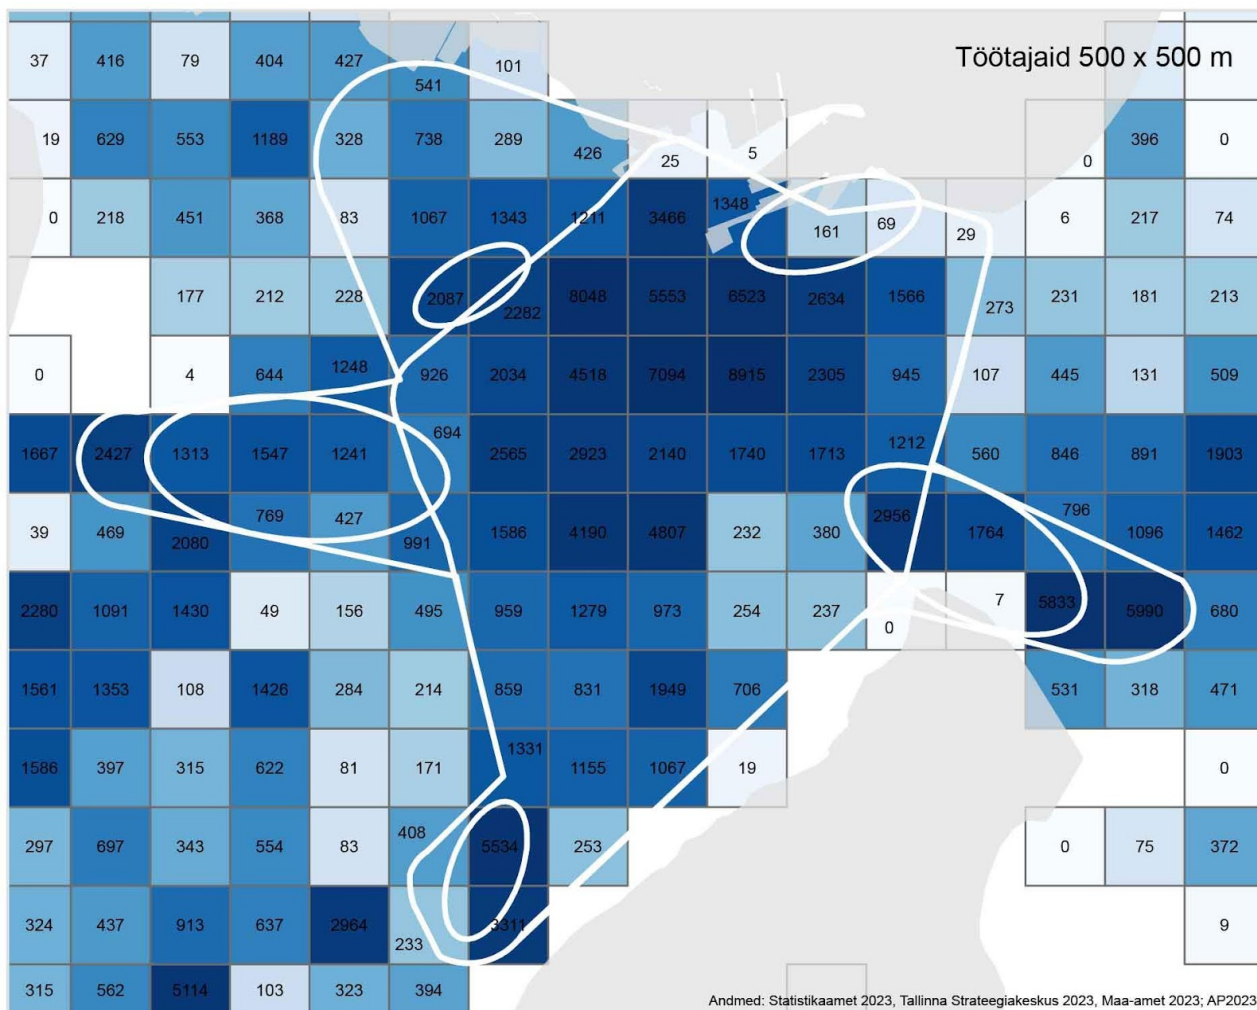 Töötajaid 500 x 500 m
37 416 79 404 427 541 101
19 629 553 1189 328 738 289 426 25 5 0 396 0
0 218 451 368 83 1067 1343 1211 3466 1348 161 69 29 6 217 74
177 212 228 2087 2282 8048 5553 6523 2634 1566 273 231 181 213
0 4 644 1248 926 2034 4518 7094 8915 2305 945 107 445 131 509
1667 2427 1313 1547 1241 694 2565 2923 2140 1740 1713 1212 560 846 891 1903
39 469 2080 769 427 991 1586 4190 4807 232 380 2956 1764 796 1096 1462
2280 1091 1430 49 156 495 959 1279 973 254 237 0 7 5833 5990 680
1561 1353 108 1426 284 214 859 831 1949 706 531 318 471
1586 397 315 622 81 171 1331 1155 1067 19 0
297 697 343 554 83 408 5534 253 0 75 372
324 437 913 637 2964 233 3311 9
315 562 5114 103 323 394
Andmed: Statistikaamet 2023, Tallinna Strateegiakeskus 2023, Maa-amet 2023; AP2023